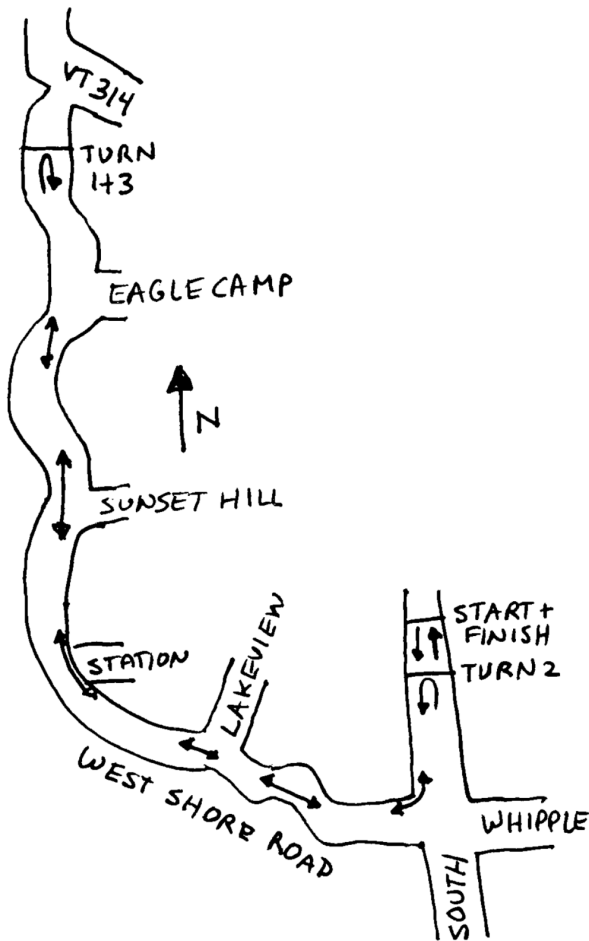 VT 314
TURN
1+3
EAGLE CAMP
N
SUNSET HILL
START +
FINISH
STATION
LAKEVIEW
TURN 2
WEST SHORE ROAD
WHIPPLE
SOUTH